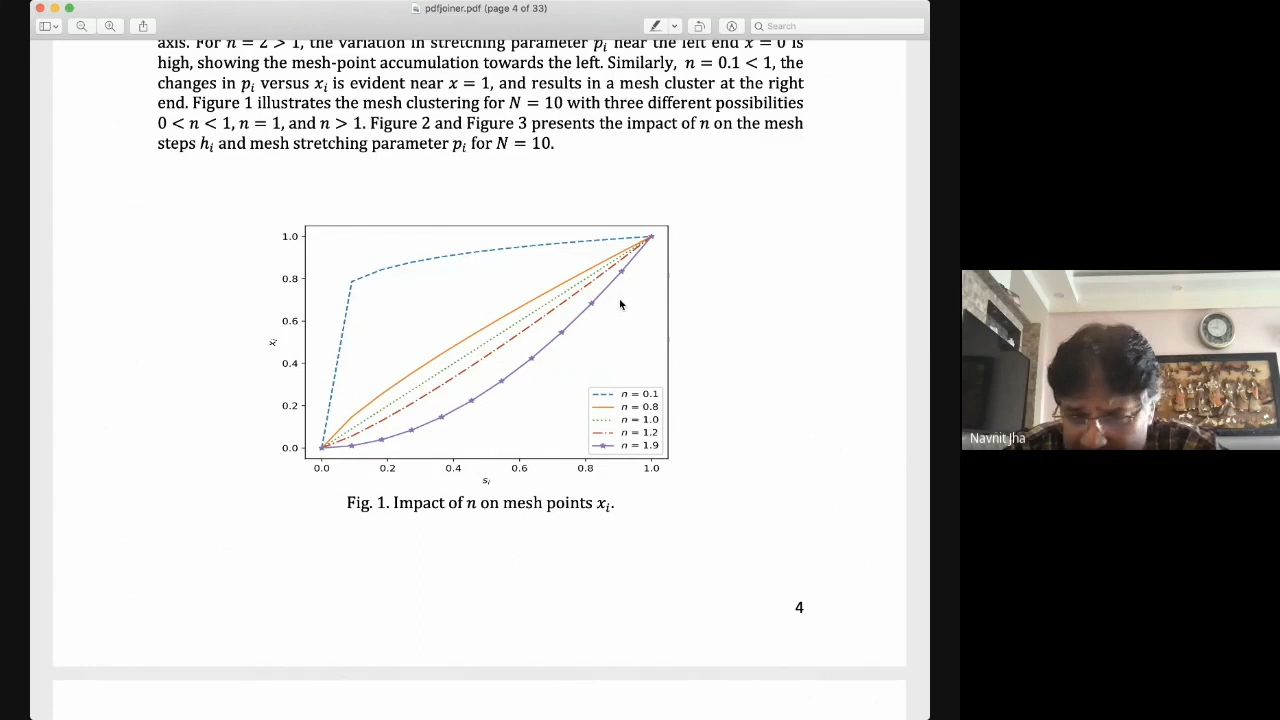 pdfjoiner.pdf (page 4 of 33)
Search
axis. For n = 2 > 1, the variation in stretching parameter pᵢ near the left end x = 0 is
high, showing the mesh-point accumulation towards the left. Similarly, n = 0.1 < 1, the
changes in pᵢ versus xᵢ is evident near x = 1, and results in a mesh cluster at the right
end. Figure 1 illustrates the mesh clustering for N = 10 with three different possibilities
0 < n < 1, n = 1, and n > 1. Figure 2 and Figure 3 presents the impact of n on the mesh
steps hᵢ and mesh stretching parameter pᵢ for N = 10.
1.0
0.8
0.6
0.4
0.2
0.0
xᵢ
n = 0.1
n = 0.8
n = 1.0
n = 1.2
n = 1.9
0.0 0.2 0.4 0.6 0.8 1.0
sᵢ
Fig. 1. Impact of n on mesh points xᵢ.
4
Navnit Jha